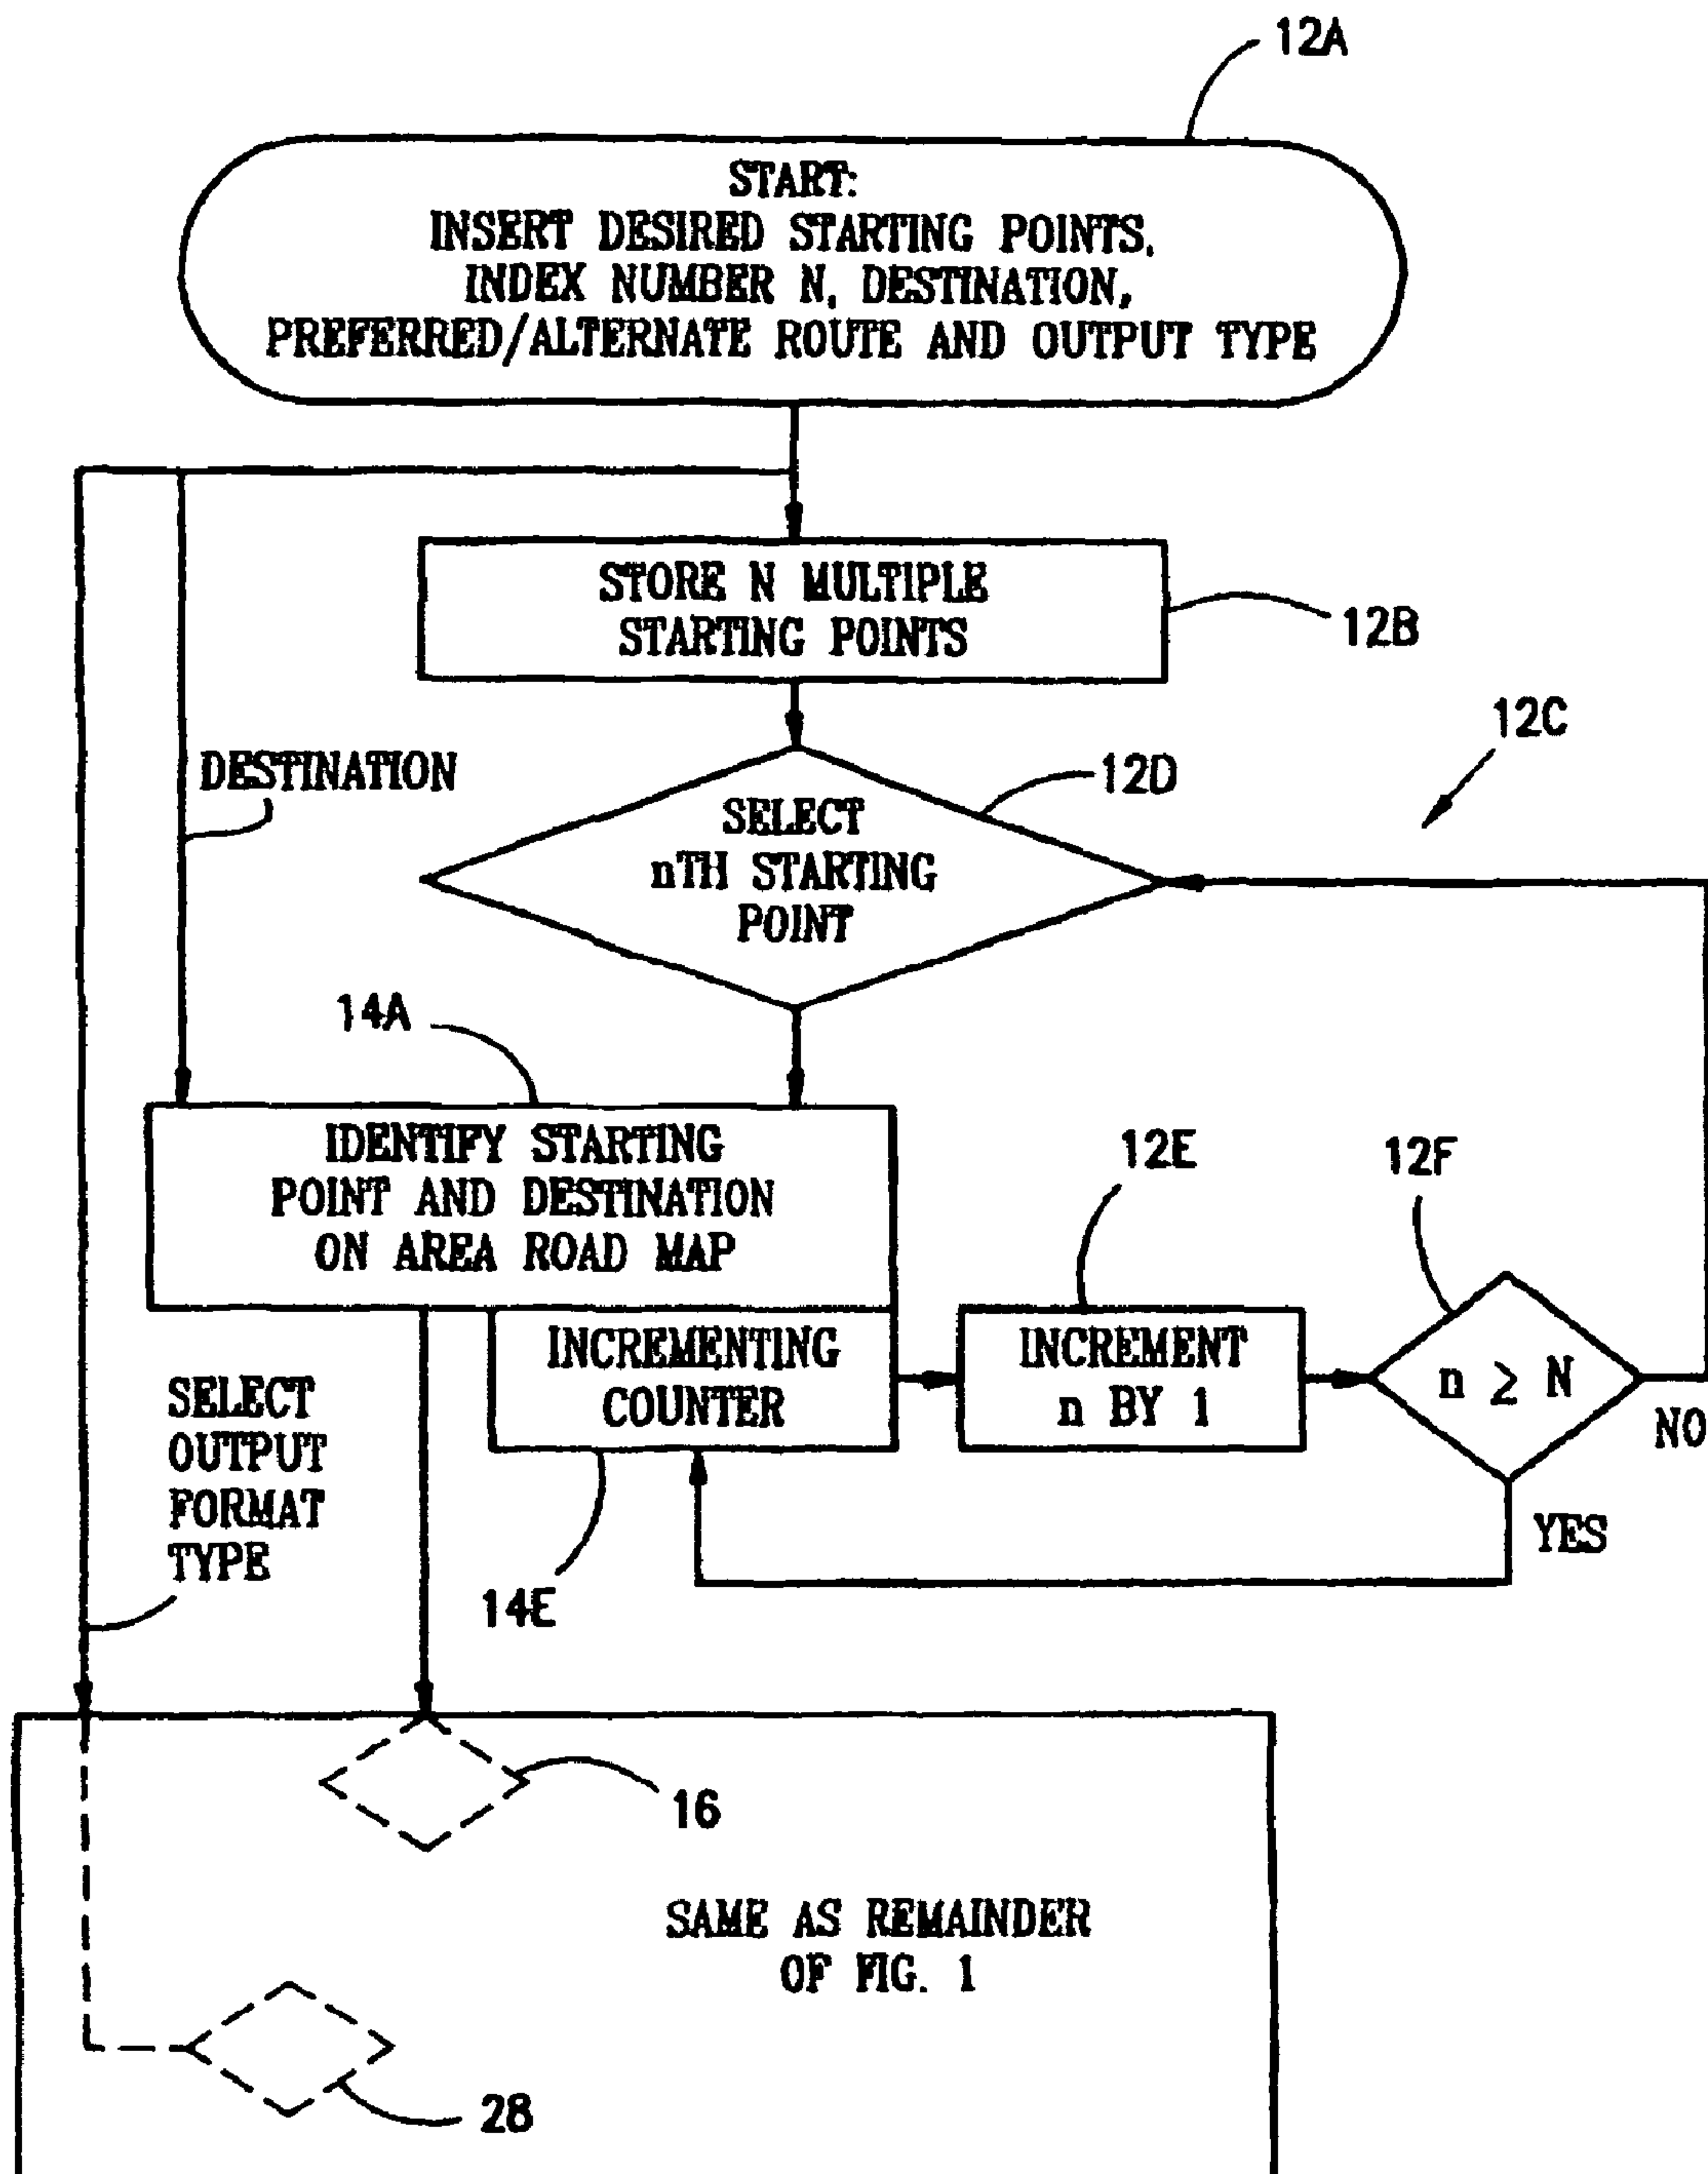 12A
START:
INSERT DESIRED STARTING POINTS,
INDEX NUMBER N, DESTINATION,
PREFERRED/ALTERNATE ROUTE AND OUTPUT TYPE
STORE N MULTIPLE
STARTING POINTS
12B
12C
DESTINATION
12D
SELECT
nTH STARTING
POINT
14A
IDENTIFY STARTING
POINT AND DESTINATION
ON AREA ROAD MAP
12E
12F
INCREMENTING
COUNTER
INCREMENT
n BY 1
n ≥ N
NO
YES
SELECT
OUTPUT
FORMAT
TYPE
14E
16
SAME AS REMAINDER
OF FIG. 1
28